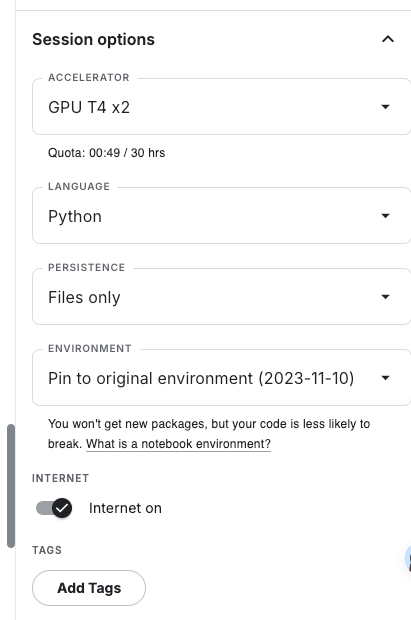 Session options
ACCELERATOR
GPU T4 x2
Quota: 00:49 / 30 hrs
LANGUAGE
Python
PERSISTENCE
Files only
ENVIRONMENT
Pin to original environment (2023-11-10)
You won't get new packages, but your code is less likely to
break. What is a notebook environment?
INTERNET
Internet on
TAGS
Add Tags